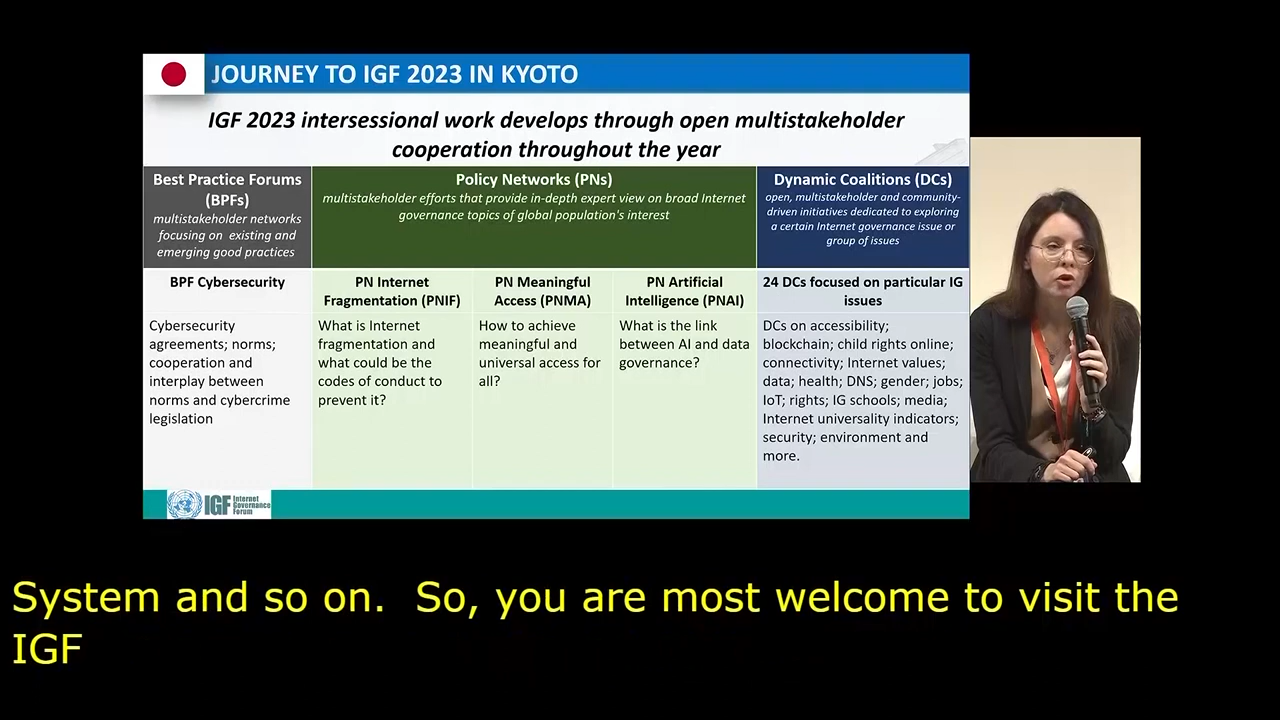 JOURNEY TO IGF 2023 IN KYOTO
IGF 2023 intersessional work develops through open multistakeholder
cooperation throughout the year
Best Practice Forums
(BPFs)
multistakeholder networks
focusing on existing and
emerging good practices
Policy Networks (PNs)
multistakeholder efforts that provide in-depth expert view on broad Internet
governance topics of global population's interest
Dynamic Coalitions (DCs)
open, multistakeholder and community-
driven initiatives dedicated to exploring
a certain Internet governance issue or
group of issues
BPF Cybersecurity
PN Internet
Fragmentation (PNIF)
PN Meaningful
Access (PNMA)
PN Artificial
Intelligence (PNAI)
24 DCs focused on particular IG
issues
Cybersecurity
agreements; norms;
cooperation and
interplay between
norms and cybercrime
legislation
What is Internet
fragmentation and
what could be the
codes of conduct to
prevent it?
How to achieve
meaningful and
universal access for
all?
What is the link
between AI and data
governance?
DCs on accessibility;
blockchain; child rights online;
connectivity; Internet values;
data; health; DNS; gender; jobs;
IoT; rights; IG schools; media;
Internet universality indicators;
security; environment and
more.
IGF
Internet
Governance
Forum
System and so on.  So, you are most welcome to visit the
IGF